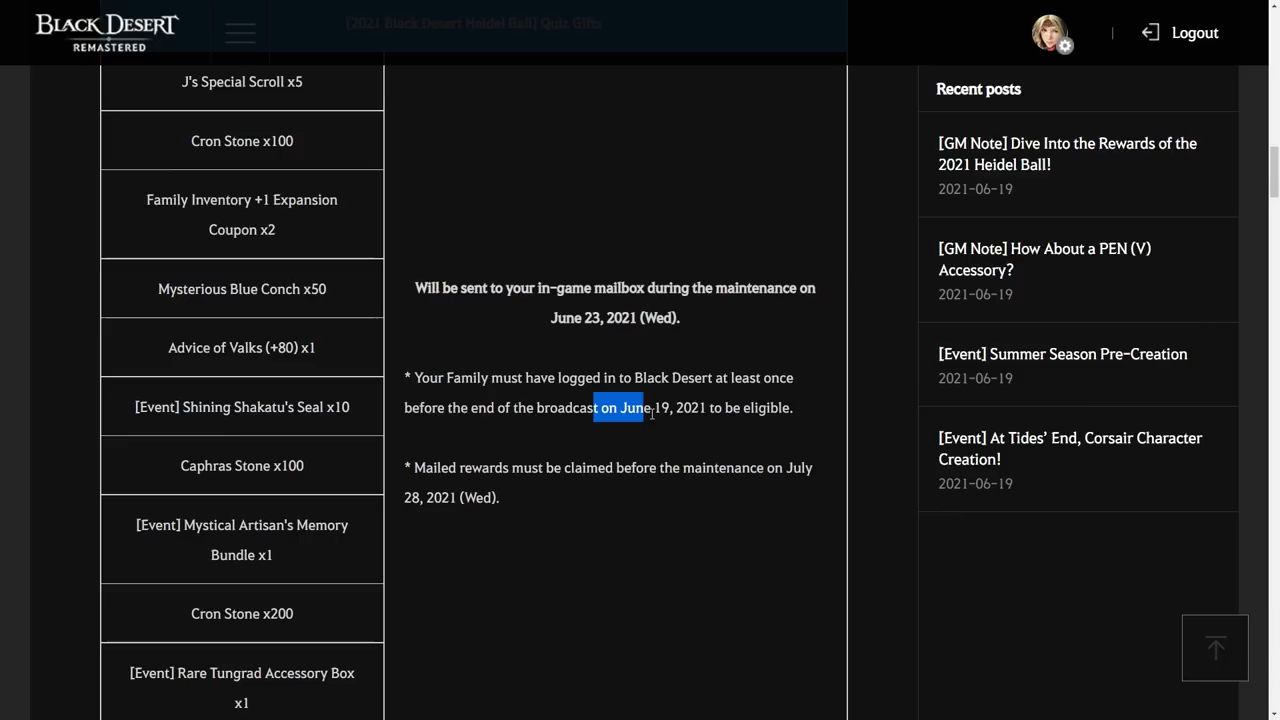 BLACK DESERT
REMASTERED
[2021 Black Desert Heidel Ball] Quiz Gifts
Logout
J's Special Scroll x5
Cron Stone x100
Family Inventory +1 Expansion
Coupon x2
Mysterious Blue Conch x50
Advice of Valks (+80) x1
[Event] Shining Shakatu's Seal x10
Caphras Stone x100
[Event] Mystical Artisan's Memory
Bundle x1
Cron Stone x200
[Event] Rare Tungrad Accessory Box
x1
Will be sent to your in-game mailbox during the maintenance on
June 23, 2021 (Wed).
* Your Family must have logged in to Black Desert at least once
before the end of the broadcast on June 19, 2021 to be eligible.
* Mailed rewards must be claimed before the maintenance on July
28, 2021 (Wed).
Recent posts
[GM Note] Dive Into the Rewards of the
2021 Heidel Ball!
2021-06-19
[GM Note] How About a PEN (V)
Accessory?
2021-06-19
[Event] Summer Season Pre-Creation
2021-06-19
[Event] At Tides’ End, Corsair Character
Creation!
2021-06-19